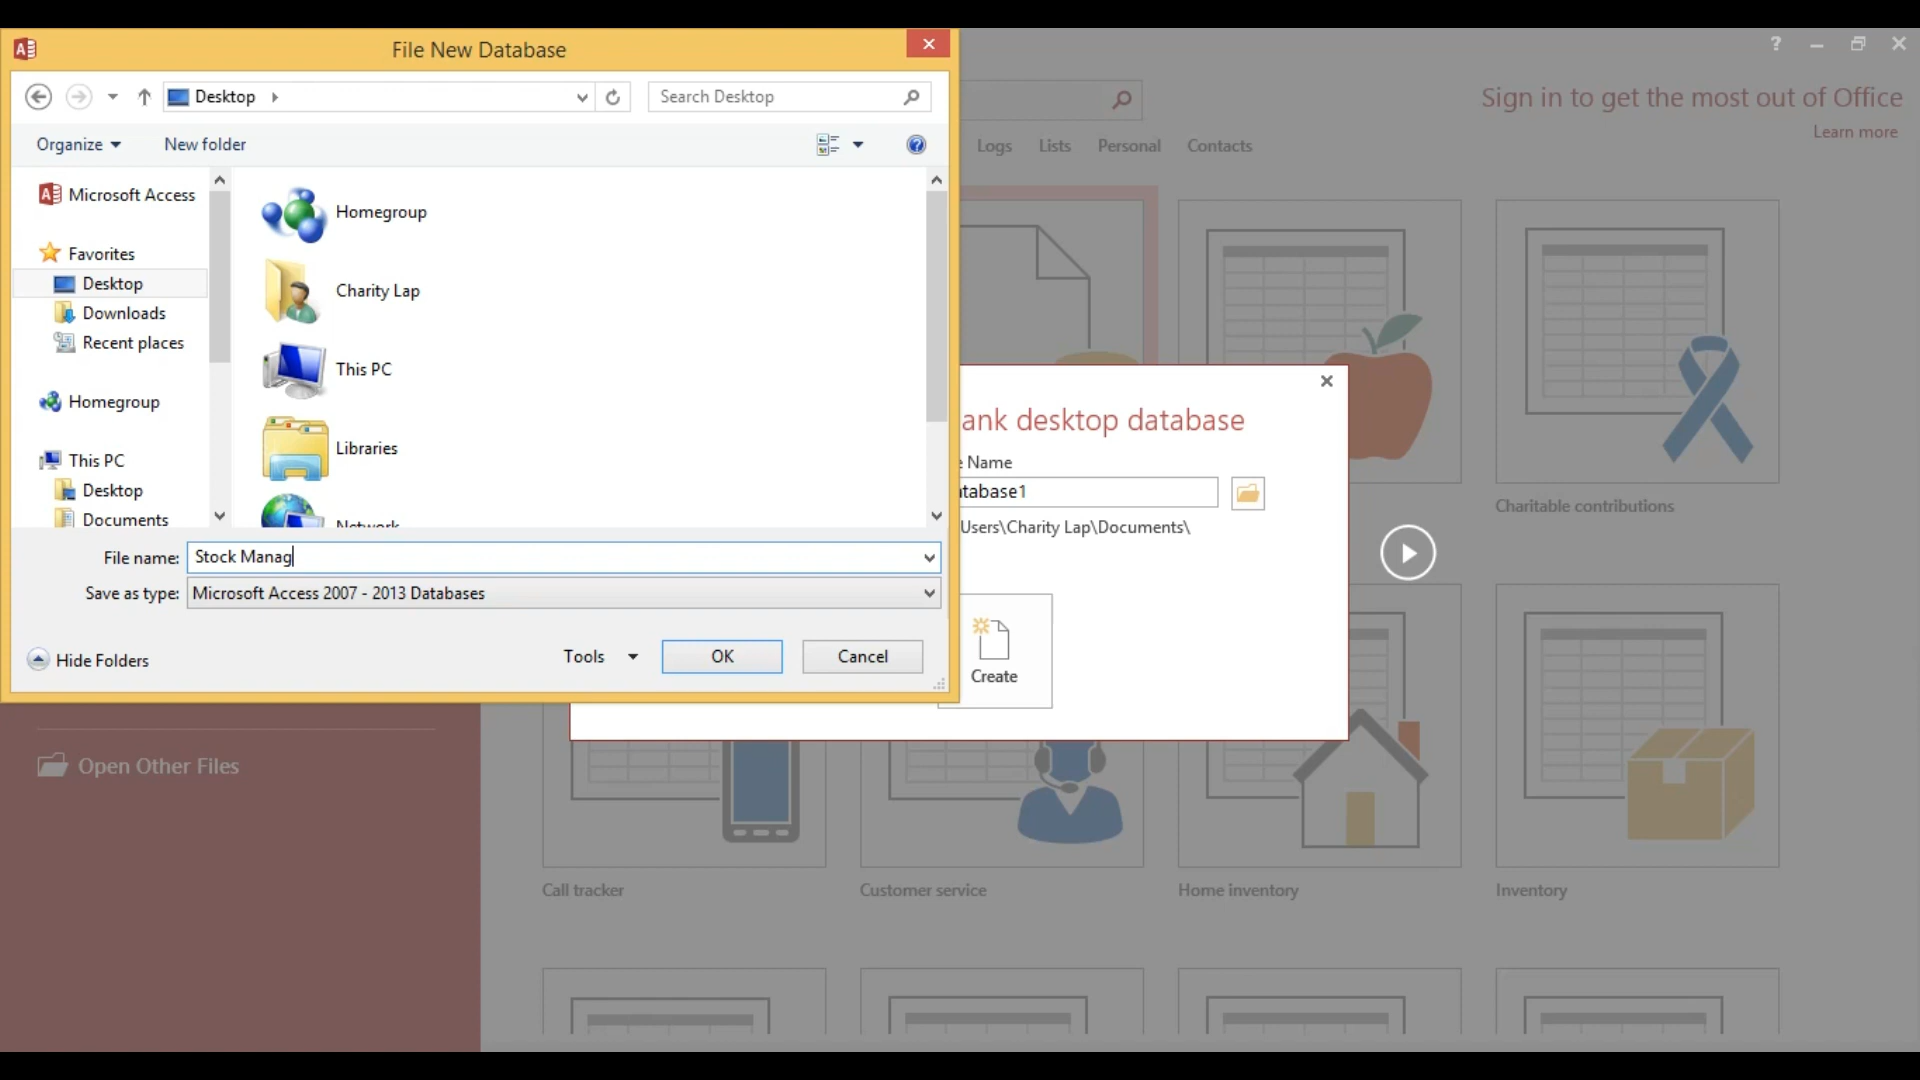 File New Database
Desktop
Search Desktop
Organize
New folder
Microsoft Access
Favorites
Desktop
Downloads
Recent places
Homegroup
This PC
Desktop
Documents
Homegroup
Charity Lap
This PC
Libraries
Network
File name: Stock Manag
Save as type: Microsoft Access 2007 - 2013 Databases
Hide Folders
Tools
OK
Cancel
Open Other Files
?
Sign in to get the most out of Office
Learn more
Logs
Lists
Personal
Contacts
ank desktop database
e Name
atabase1
Users\Charity Lap\Documents\
Create
Charitable contributions
Call tracker
Customer service
Home inventory
Inventory